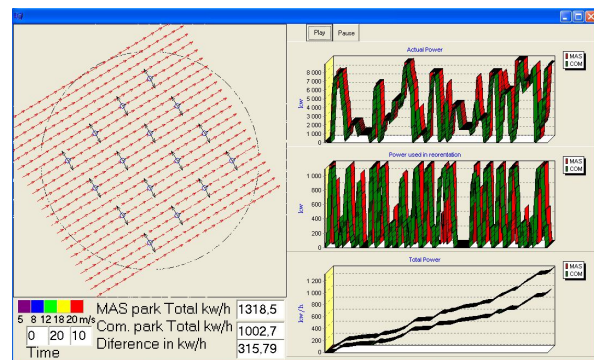 Play Pause
Actual Power
MAS
COM
kw
8 000
7 000
6 000
5 000
4 000
3 000
2 000
1 000
0
Power used in reorentation
MAS
COM
kw
1 000
800
600
400
200
0
Total Power
MAS
COM
kw/h
1 200
1 000
800
600
400
200
0
5 8 12 18 20 m/s
0 20 10
Time
MAS park Total kw/h 1318,5
Com. park Total kw/h 1002,7
Diference in kw/h 315,79